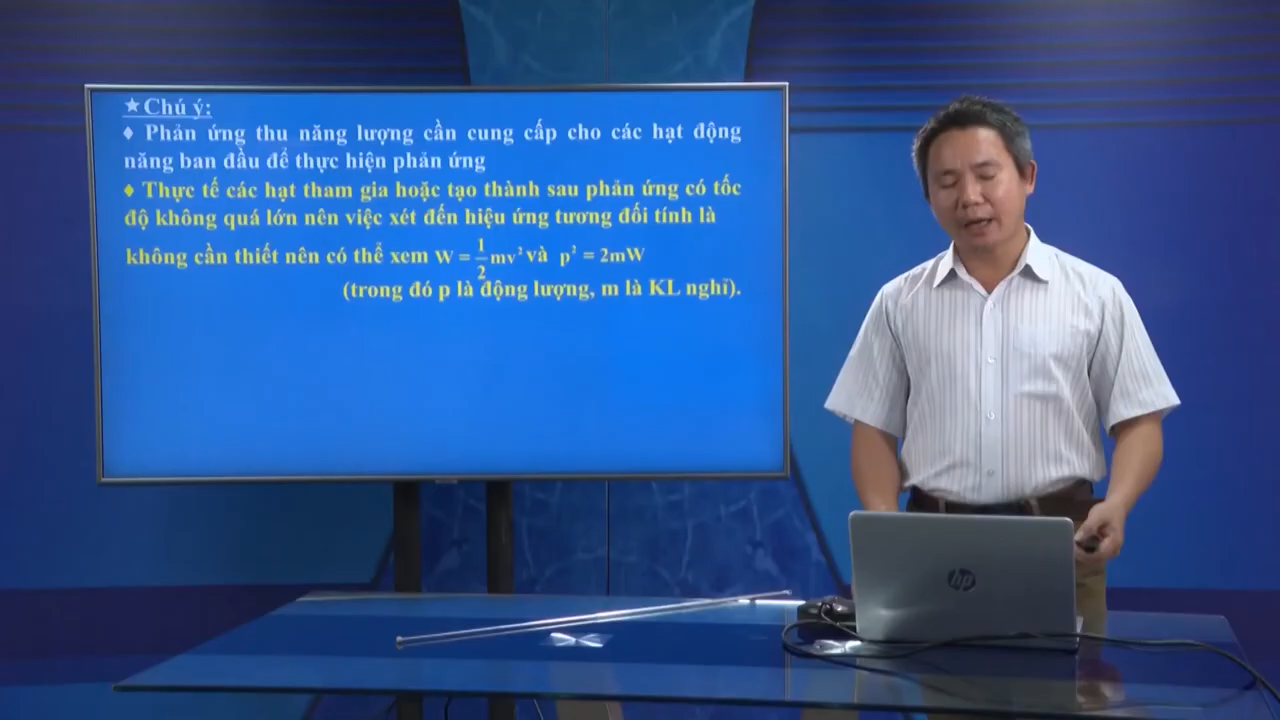 ★Chú ý:
♦ Phản ứng thu năng lượng cần cung cấp cho các hạt động
năng ban đầu để thực hiện phản ứng
♦ Thực tế các hạt tham gia hoặc tạo thành sau phản ứng có tốc
độ không quá lớn nên việc xét đến hiệu ứng tương đối tính là
không cần thiết nên có thể xem W = 1/2 mv² và p² = 2mW
(trong đó p là động lượng, m là KL nghỉ).
hp